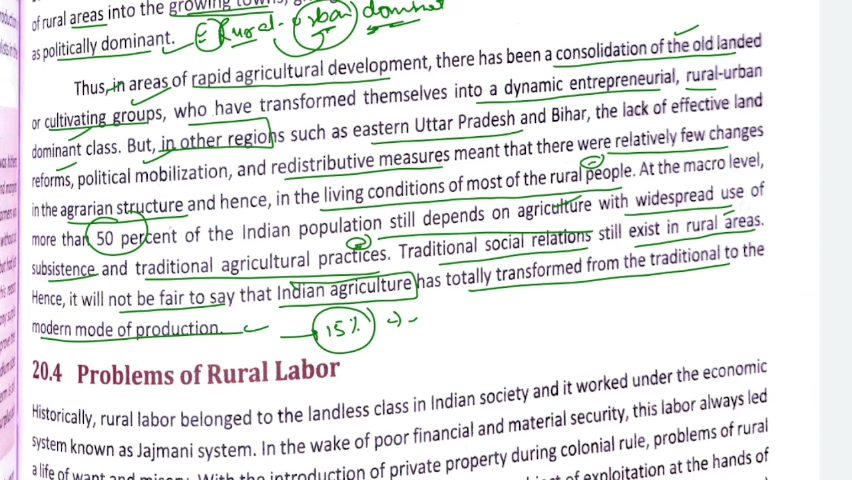 of rural areas into the growing towns,
(E) Rural - urban dominat
as politically dominant.
Thus, in areas of rapid agricultural development, there has been a consolidation of the old landed
or cultivating groups, who have transformed themselves into a dynamic entrepreneurial, rural-urban
dominant class. But, in other regions such as eastern Uttar Pradesh and Bihar, the lack of effective land
reforms, political mobilization, and redistributive measures meant that there were relatively few changes
in the agrarian structure and hence, in the living conditions of most of the rural people. At the macro level,
more than 50 percent of the Indian population still depends on agriculture with widespread use of
subsistence and traditional agricultural practices. Traditional social relations still exist in rural areas.
Hence, it will not be fair to say that Indian agriculture has totally transformed from the traditional to the
modern mode of production.
15%
20.4 Problems of Rural Labor
Historically, rural labor belonged to the landless class in Indian society and it worked under the economic
system known as Jajmani system. In the wake of poor financial and material security, this labor always led
a life of want and misery. With the introduction of private property during colonial rule, problems of rural
of exploitation at the hands of